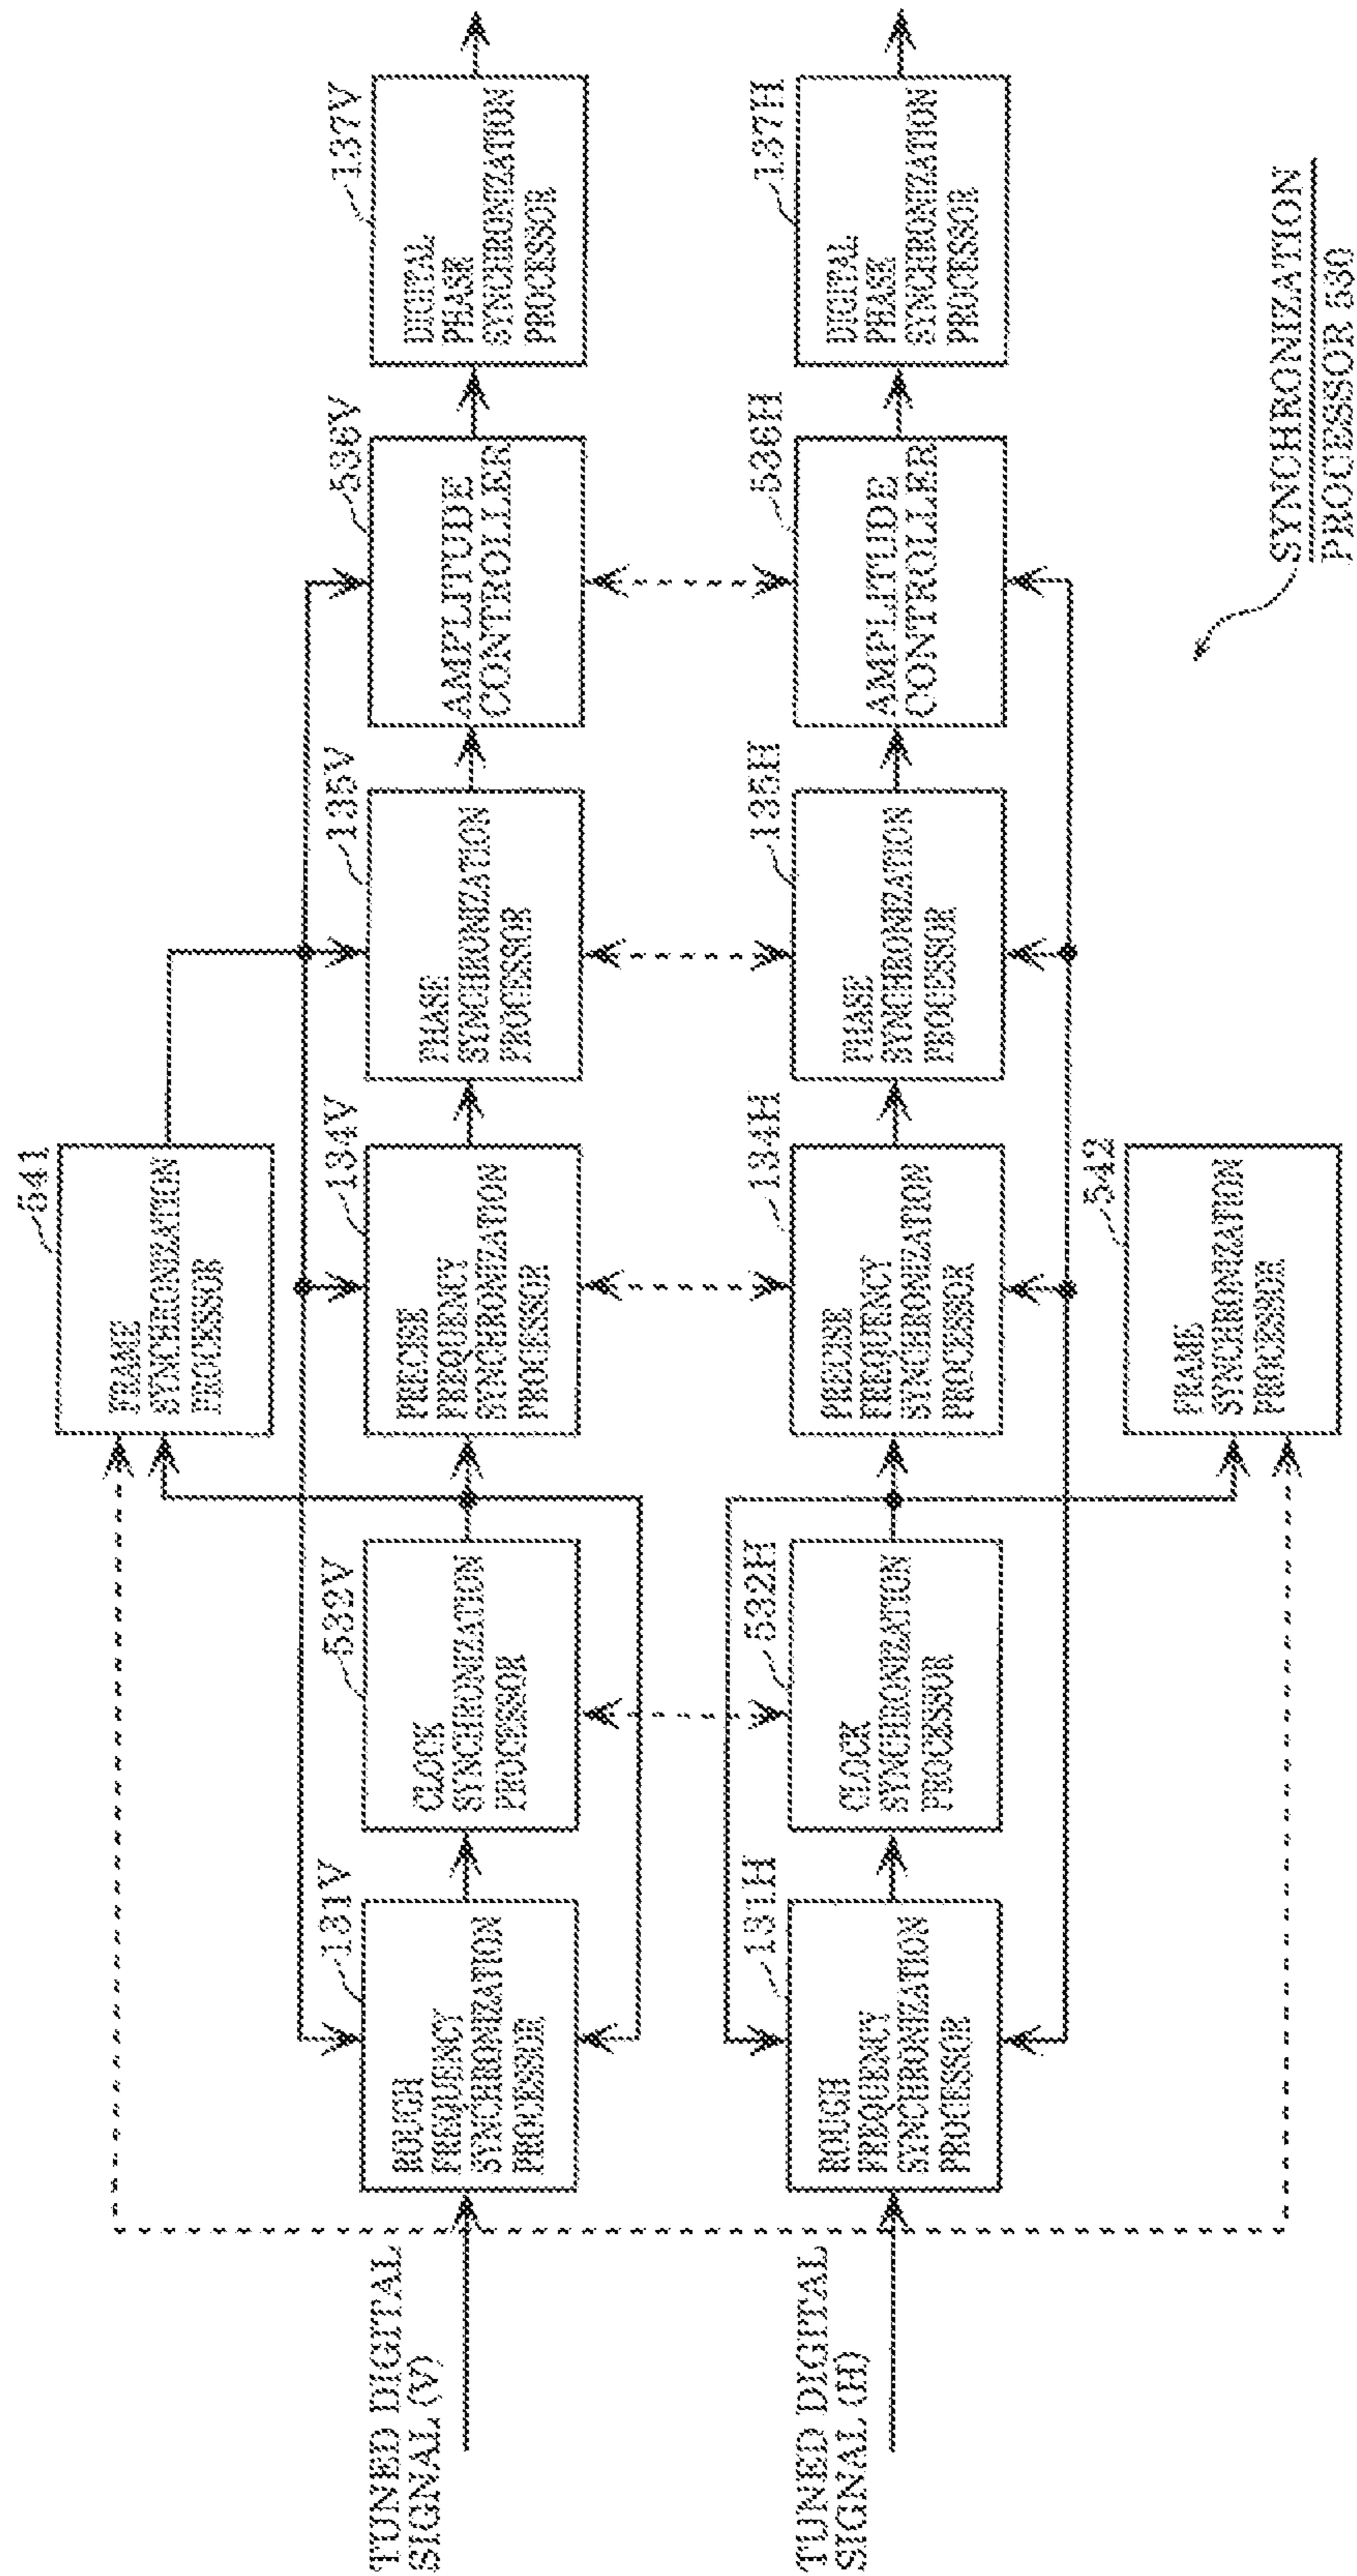 541
FRAME
SYNCHRONIZATION
PROCESSOR
TUNED DIGITAL
SIGNAL (V)
131V
ROUGH
FREQUENCY
SYNCHRONIZATION
PROCESSOR
532V
CLOCK
SYNCHRONIZATION
PROCESSOR
134V
PRECISE
FREQUENCY
SYNCHRONIZATION
PROCESSOR
135V
PHASE
SYNCHRONIZATION
PROCESSOR
536V
AMPLITUDE
CONTROLLER
137V
DIGITAL
PHASE
SYNCHRONIZATION
PROCESSOR
TUNED DIGITAL
SIGNAL (H)
131H
ROUGH
FREQUENCY
SYNCHRONIZATION
PROCESSOR
532H
CLOCK
SYNCHRONIZATION
PROCESSOR
134H
PRECISE
FREQUENCY
SYNCHRONIZATION
PROCESSOR
135H
PHASE
SYNCHRONIZATION
PROCESSOR
536H
AMPLITUDE
CONTROLLER
137H
DIGITAL
PHASE
SYNCHRONIZATION
PROCESSOR
542
FRAME
SYNCHRONIZATION
PROCESSOR
SYNCHRONIZATION
PROCESSOR 530